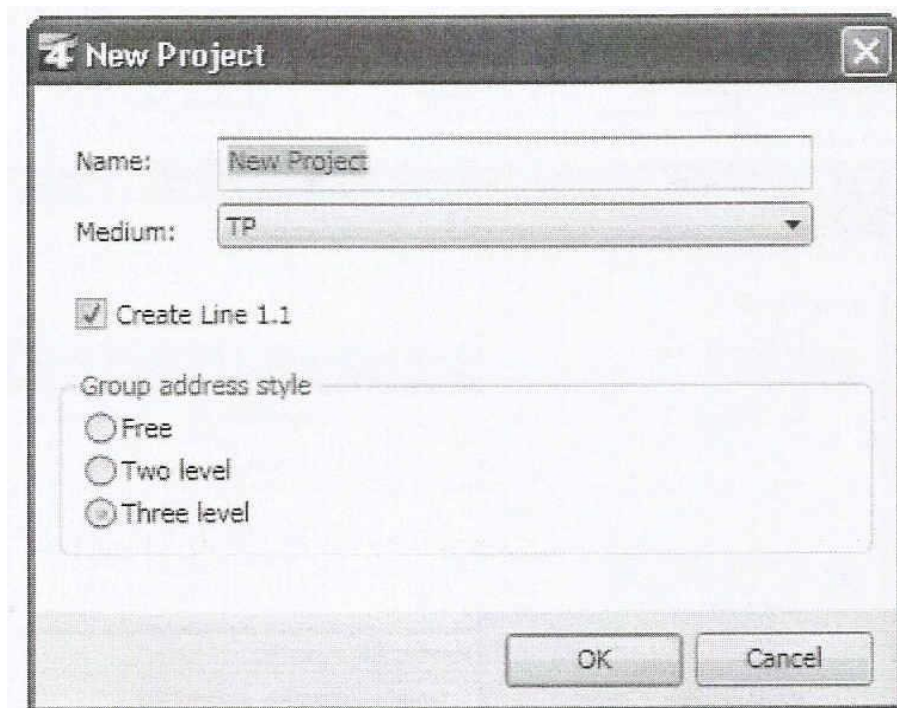 4 New Project
Name: New Project
Medium: TP
Create Line 1.1
Group address style
Free
Two level
Three level
OK Cancel